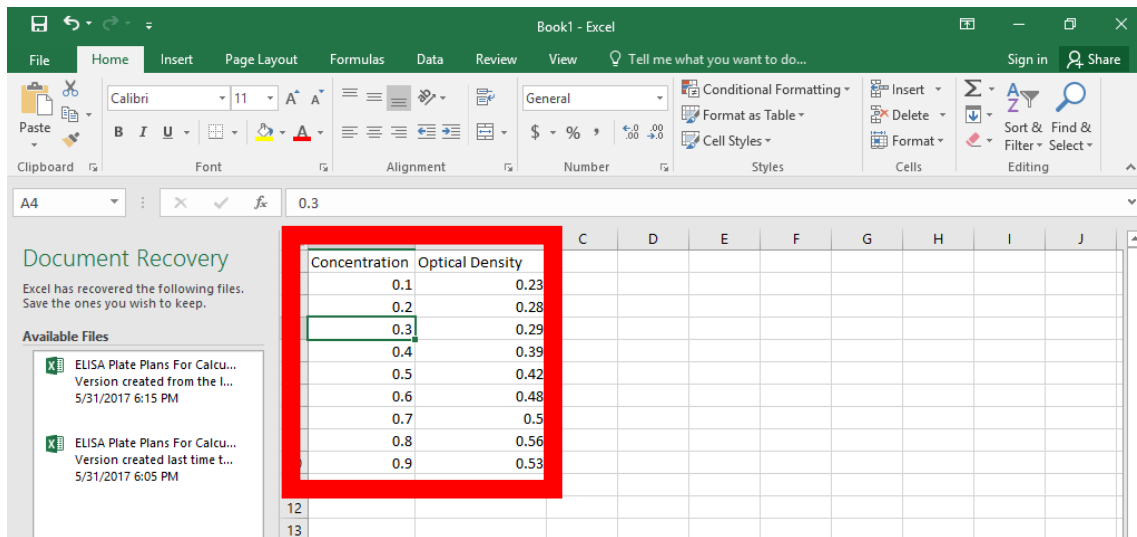 Book1 - Excel
File Home Insert Page Layout Formulas Data Review View Tell me what you want to do... Sign in Share
Calibri 11 A A General Conditional Formatting Insert Σ A Z
Paste B I U A $ % , .0 .00 .00 .0 Format as Table Delete Sort & Find &
Cell Styles Format Filter Select
Clipboard Font Alignment Number Styles Cells Editing
A4 fx 0.3
C D E F G H I J
Document Recovery
Excel has recovered the following files.
Save the ones you wish to keep.
Available Files
ELISA Plate Plans For Calcu...
Version created from the l...
5/31/2017 6:15 PM
ELISA Plate Plans For Calcu...
Version created last time t...
5/31/2017 6:05 PM
Concentration Optical Density
0.1 0.23
0.2 0.28
0.3 0.29
0.4 0.39
0.5 0.42
0.6 0.48
0.7 0.5
0.8 0.56
0.9 0.53
12
13